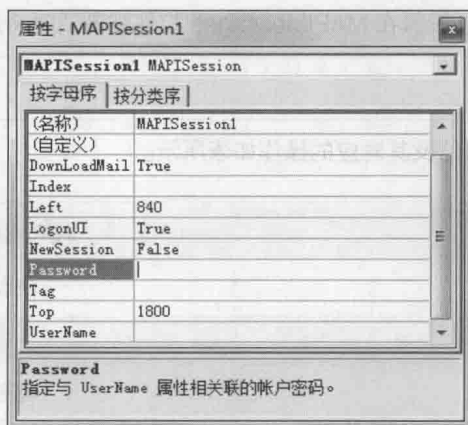 属性 - MAPISession1
MAPISession1 MAPISession
按字母序 按分类序
(名称) MAPISession1
(自定义)
DownLoadMail True
Index
Left 840
LogonUI True
NewSession False
Password
Tag
Top 1800
UserName
Password
指定与 UserName 属性相关联的帐户密码。